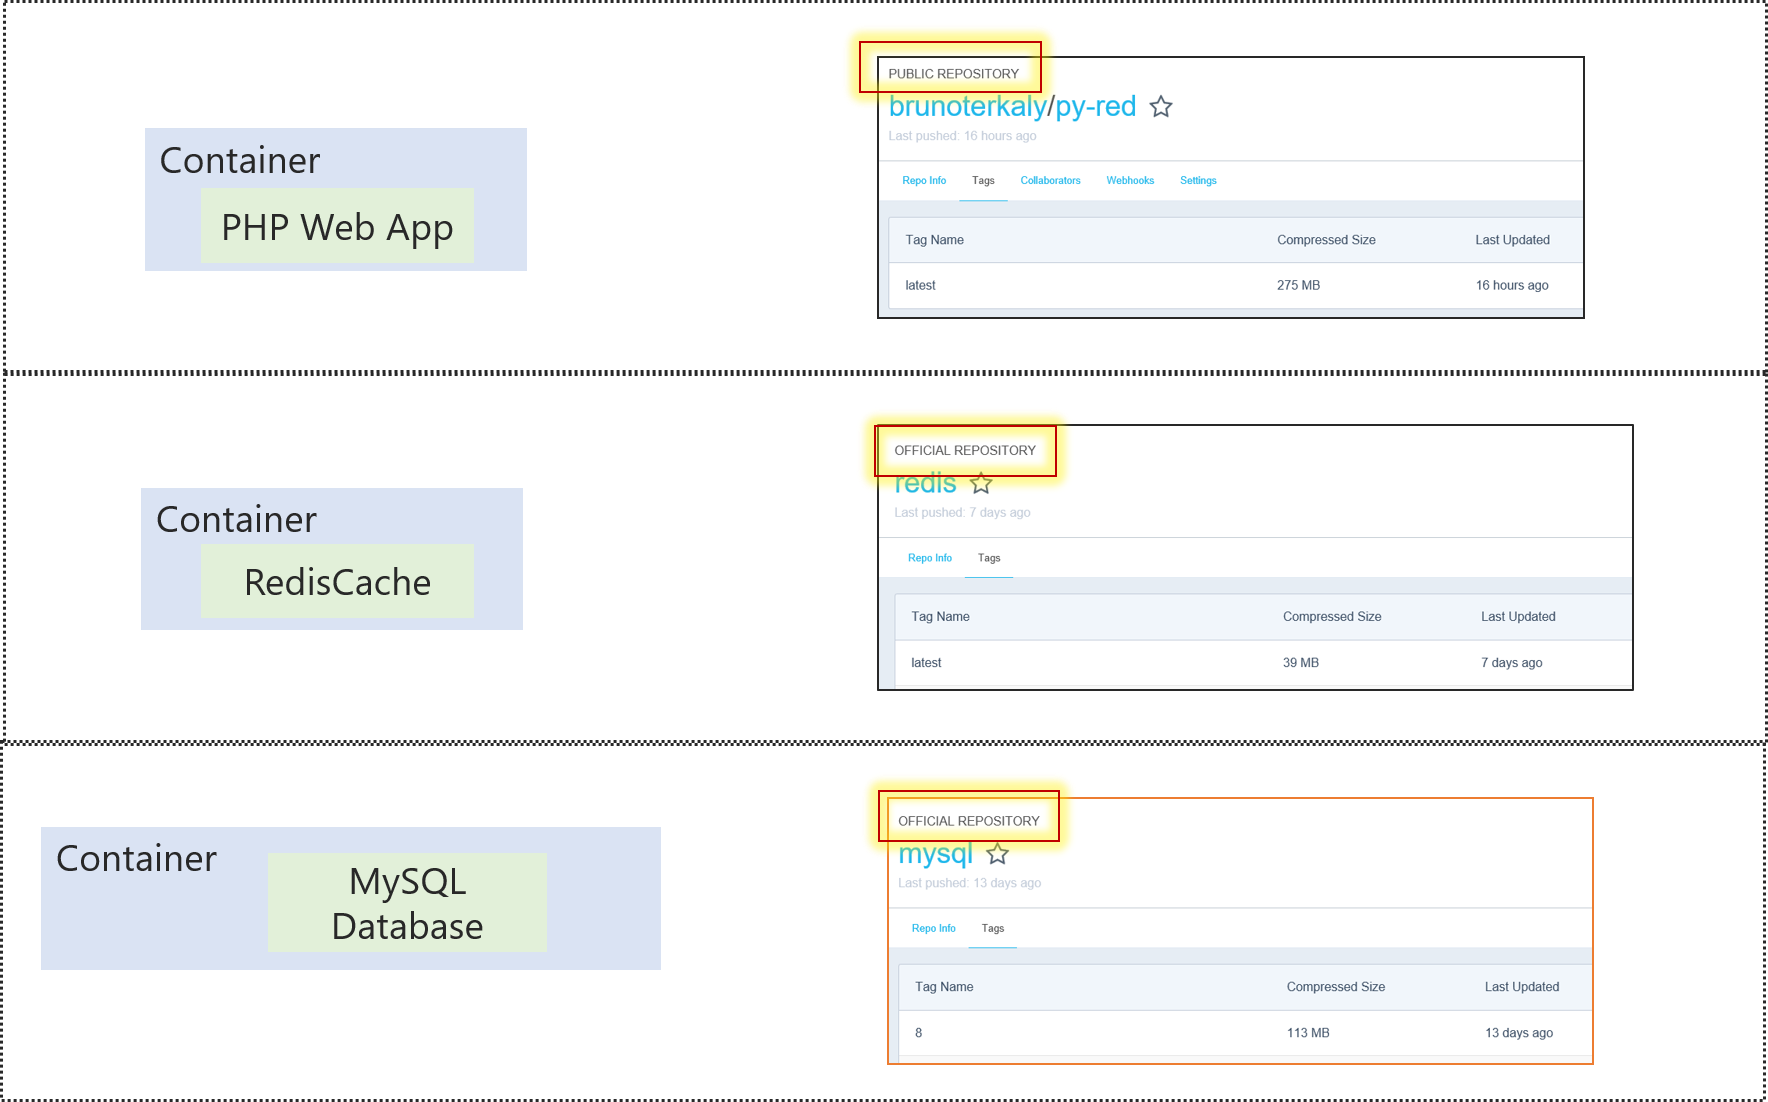 Container
PHP Web App
PUBLIC REPOSITORY
brunoterkaly/py-red
Last pushed: 16 hours ago
Repo Info Tags Collaborators Webhooks Settings
Tag Name Compressed Size Last Updated
latest 275 MB 16 hours ago
Container
RedisCache
OFFICIAL REPOSITORY
redis
Last pushed: 7 days ago
Repo Info Tags
Tag Name Compressed Size Last Updated
latest 39 MB 7 days ago
Container
MySQL
Database
OFFICIAL REPOSITORY
mysql
Last pushed: 13 days ago
Repo Info Tags
Tag Name Compressed Size Last Updated
8 113 MB 13 days ago